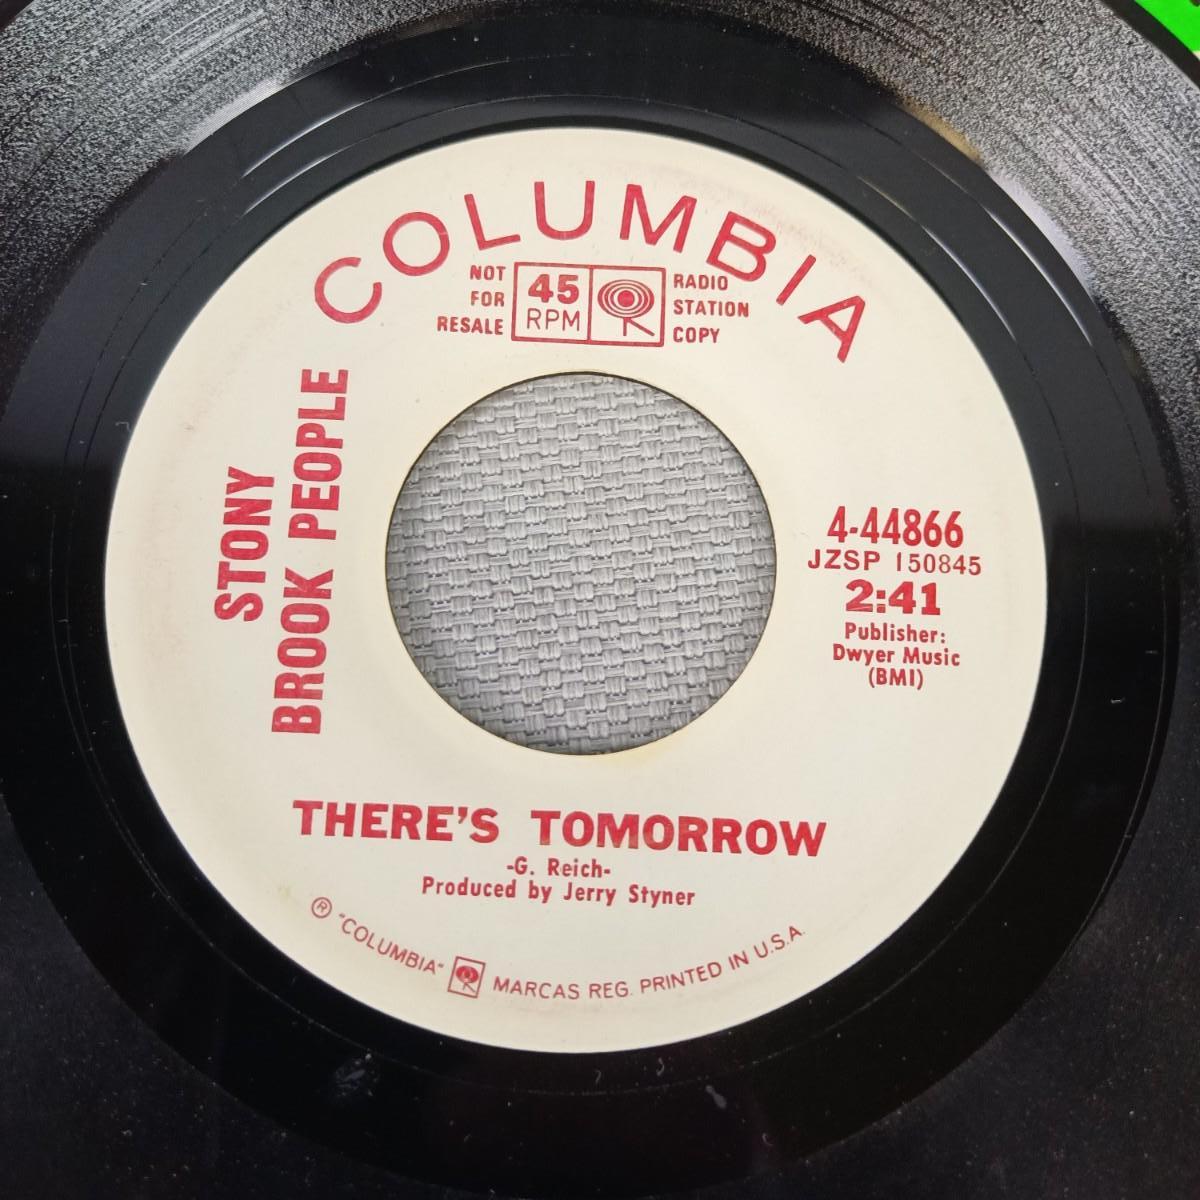 COLUMBIA
NOT
FOR
RESALE
45
RPM
RADIO
STATION
COPY
STONY
BROOK PEOPLE
4-44866
JZSP 150845
2:41
Publisher:
Dwyer Music
(BMI)
THERE'S TOMORROW
-G. Reich-
Produced by Jerry Styner
® "COLUMBIA" MARCAS REG. PRINTED IN U.S.A.